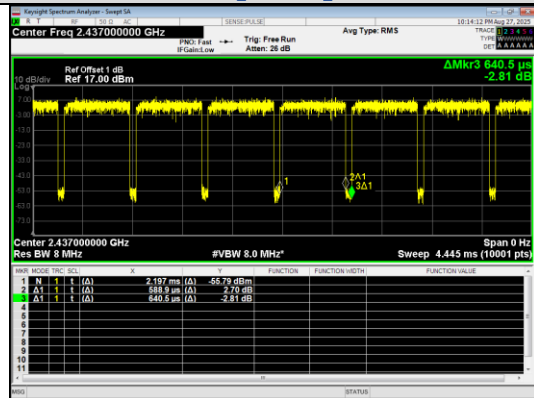 Keysight Spectrum Analyzer - Swept SA
R T RF 50 Ω AC SENSE:PULSE 10:14:12 PM Aug 27, 2025
Center Freq 2.437000000 GHz
PNO: Fast
IFGain:Low
Trig: Free Run
Atten: 26 dB
Avg Type: RMS
TRACE 1 2 3 4 5 6
TYPE WWWWWW
DET A A A A A A
ΔMkr3 640.5 µs
-2.81 dB
10 dB/div
Log
Ref Offset 1 dB
Ref 17.00 dBm
7.00
-3.00
-13.0
-23.0
-33.0
-43.0
-53.0
-63.0
-73.0
1
2Δ1
3Δ1
Center 2.437000000 GHz Span 0 Hz
Res BW 8 MHz #VBW 8.0 MHz* Sweep 4.445 ms (10001 pts)
MKR MODE TRC SCL X Y FUNCTION FUNCTION WIDTH FUNCTION VALUE
1 N 1 t (Δ) 2.197 ms (Δ) -55.79 dBm
2 Δ1 1 t (Δ) 588.9 µs (Δ) 2.70 dB
3 Δ1 1 t (Δ) 640.5 µs (Δ) -2.81 dB
4
5
6
7
8
9
10
11
MSG STATUS